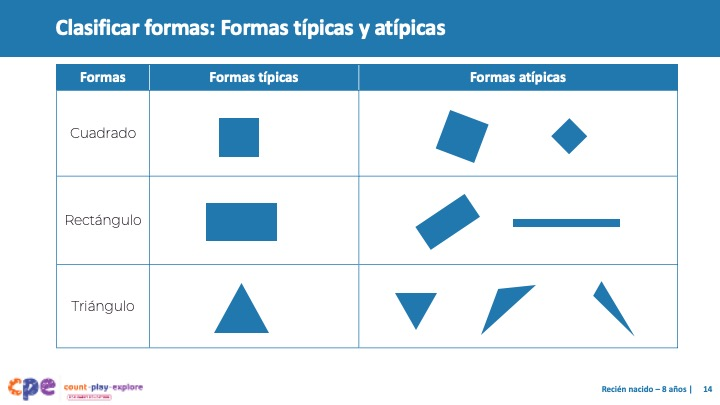 Clasificar formas: Formas típicas y atípicas
Formas Formas típicas Formas atípicas
Cuadrado
Rectángulo
Triángulo
cpe count·play·explore
Recién nacido – 8 años | 14